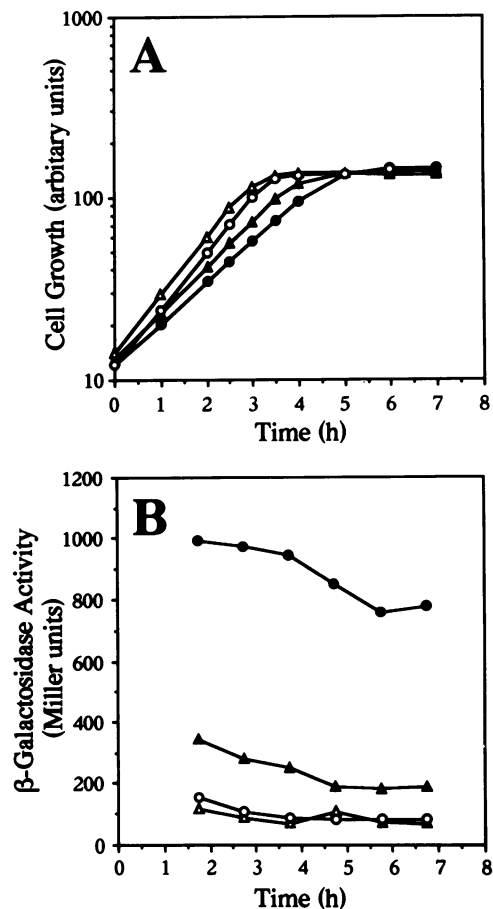 A
1000
100
10
Cell Growth (arbitary units)
0 1 2 3 4 5 6 7 8
Time (h)
B
1200
1000
800
600
400
200
0
β-Galactosidase Activity
(Miller units)
0 1 2 3 4 5 6 7 8
Time (h)